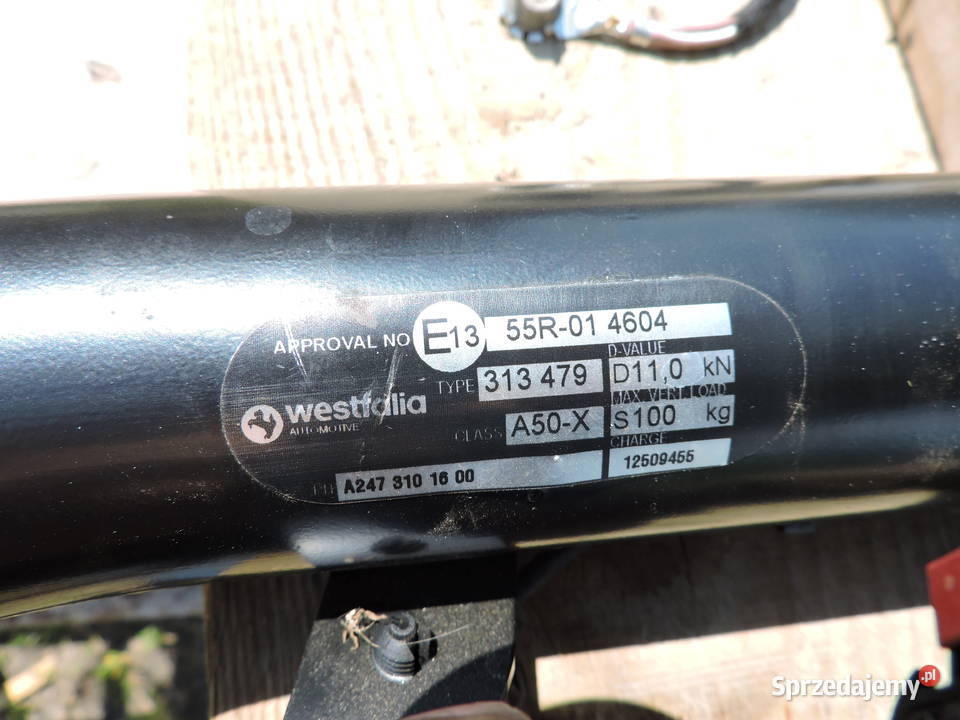 APPROVAL NO E13 55R-01 4604
D-VALUE
TYPE 313 479 D11,0 kN
MAX VERT LOAD
westfalia
AUTOMOTIVE
CLASS A50-X S100 kg
CHARGE
A247 310 16 00 12509455
Sprzedajemy.pl